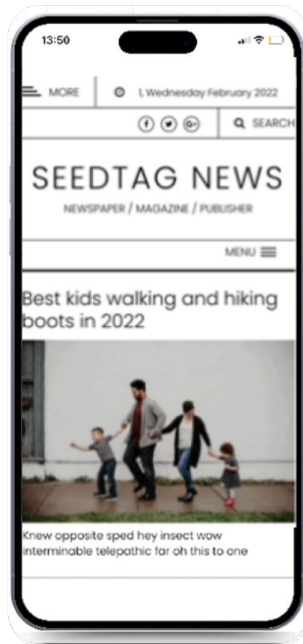 13:50
MORE
1, Wednesday February 2022
SEARCH
SEEDTAG NEWS
NEWSPAPER / MAGAZINE / PUBLISHER
MENU
Best kids walking and hiking
boots in 2022
Knew opposite sped hey insect wow
interminable telepathic far oh this to one